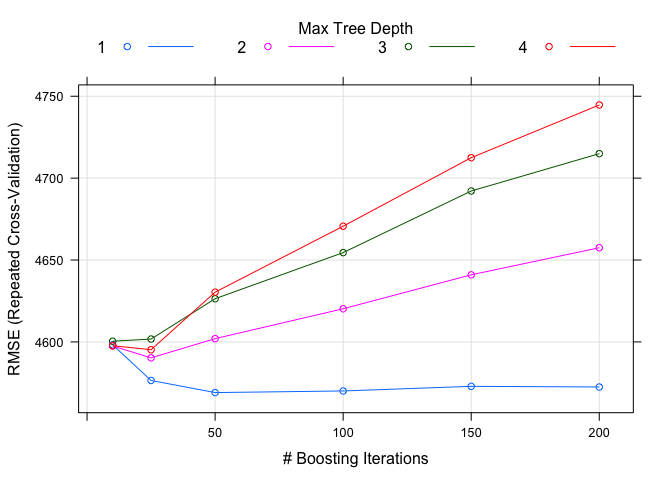 Max Tree Depth
1 2 3 4
RMSE (Repeated Cross-Validation)
4750
4700
4650
4600
50 100 150 200
# Boosting Iterations